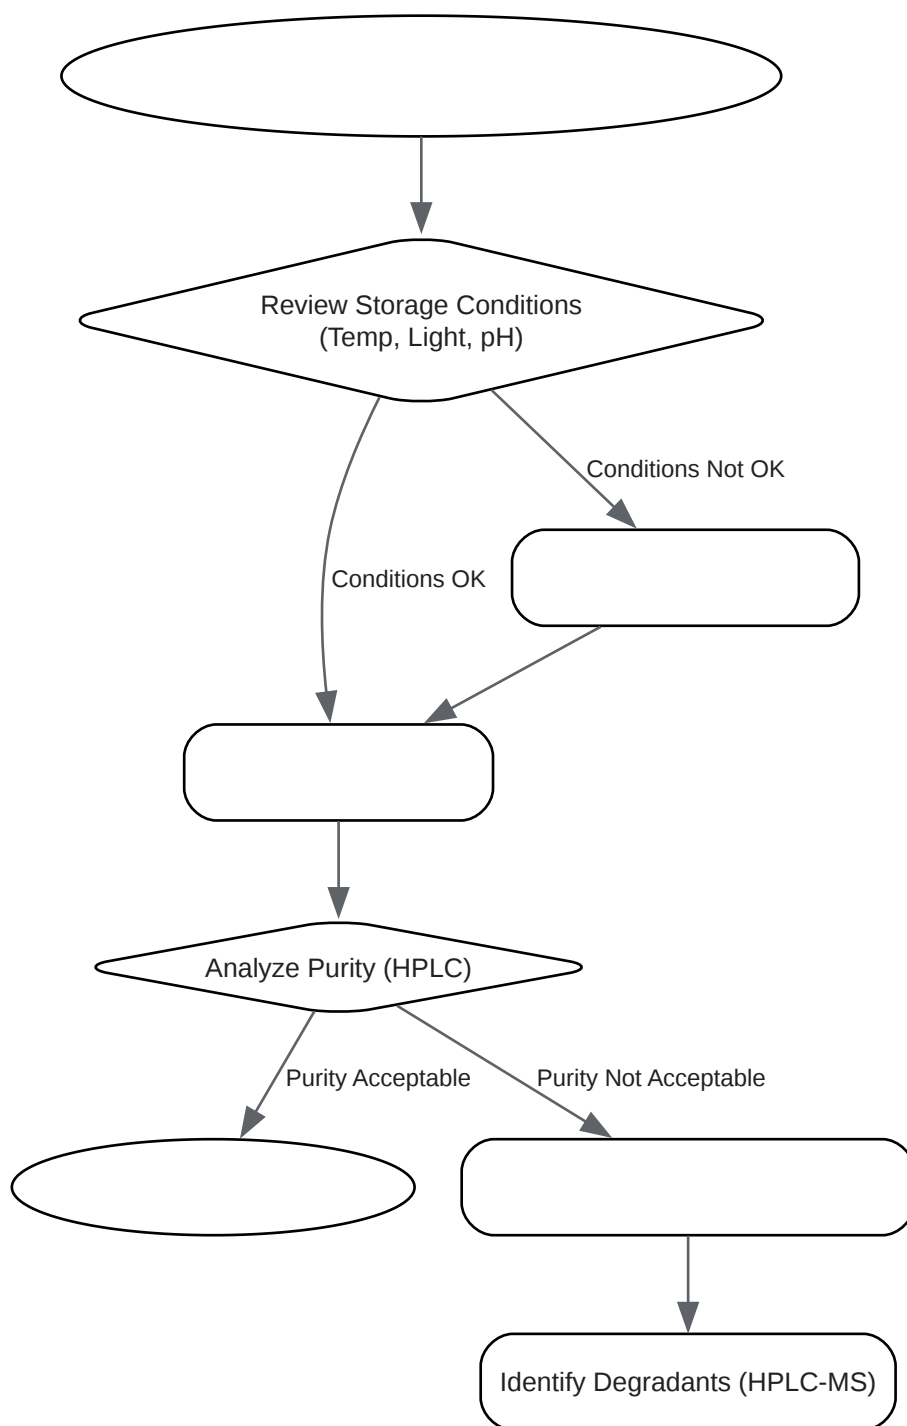 Review Storage Conditions
(Temp, Light, pH)
Conditions Not OK
Conditions OK
Analyze Purity (HPLC)
Purity Acceptable
Purity Not Acceptable
Identify Degradants (HPLC-MS)